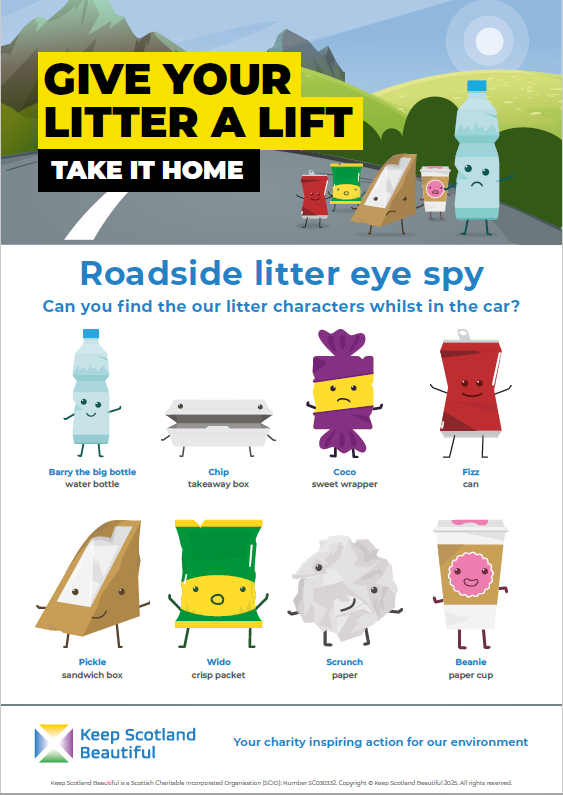 GIVE YOUR
LITTER A LIFT
TAKE IT HOME
Roadside litter eye spy
Can you find the our litter characters whilst in the car?
Barry the big bottle
water bottle
Chip
takeaway box
Coco
sweet wrapper
Fizz
can
Pickle
sandwich box
Wido
crisp packet
Scrunch
paper
Beanie
paper cup
Keep Scotland
Beautiful
Your charity inspiring action for our environment
Keep Scotland Beautiful is a Scottish Charitable Incorporated Organisation (SCIO): Number SC030332. Copyright © Keep Scotland Beautiful 2025. All rights reserved.